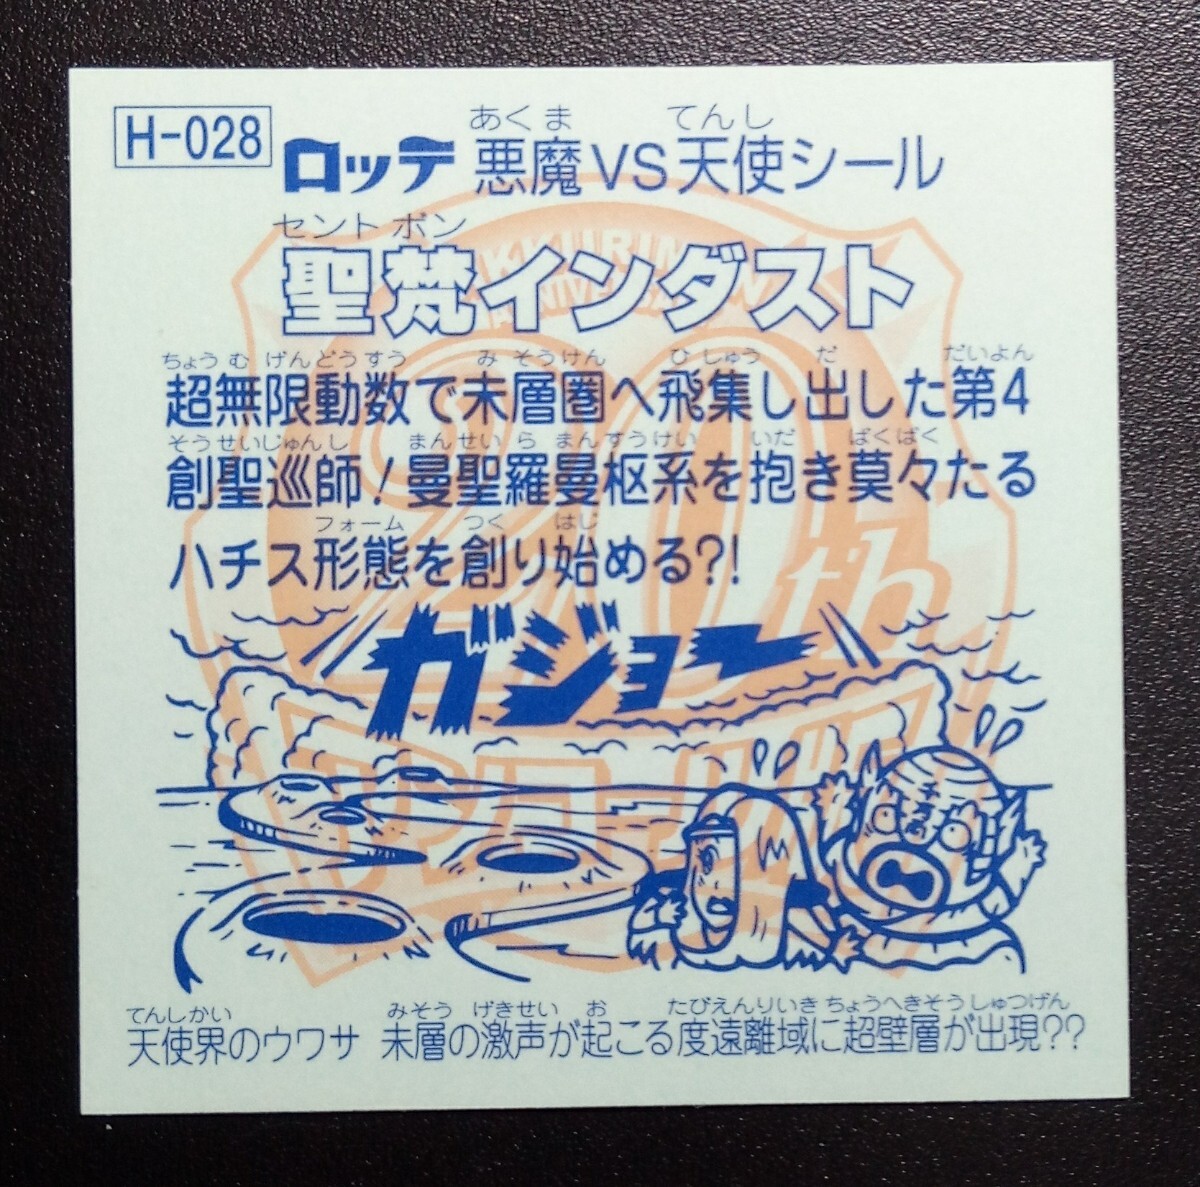 H-028
あくま てんし
ロッテ 悪魔VS天使シール
セント ボン
聖梵インダスト
ちょう む げんどうすう み そうけん ひ しゅう だ だいよん
超無限動数で未層圏へ飛集し出した第4
そうせいじゅんし まんせい ら まんすうけい いだ ばくばく
創聖巡師!曼聖羅曼枢系を抱き莫々たる
フォーム つく はじ
ハチス形態を創り始める?!
ガジョー
てんしかい みそう げきせい お たびえんりいき ちょうへきそう しゅつげん
天使界のウワサ 未層の激声が起こる度遠離域に超壁層が出現??
20th